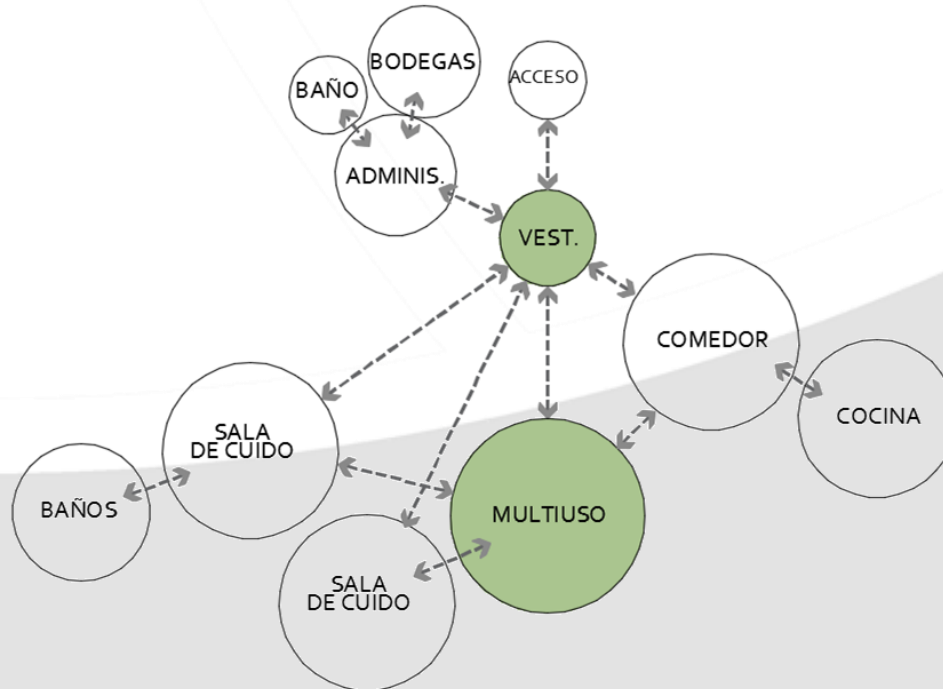 BODEGAS
BAÑO
ACCESO
ADMINIS.
VEST.
COMEDOR
COCINA
SALA
DE CUIDO
BAÑOS
MULTIUSO
SALA
DE CUIDO